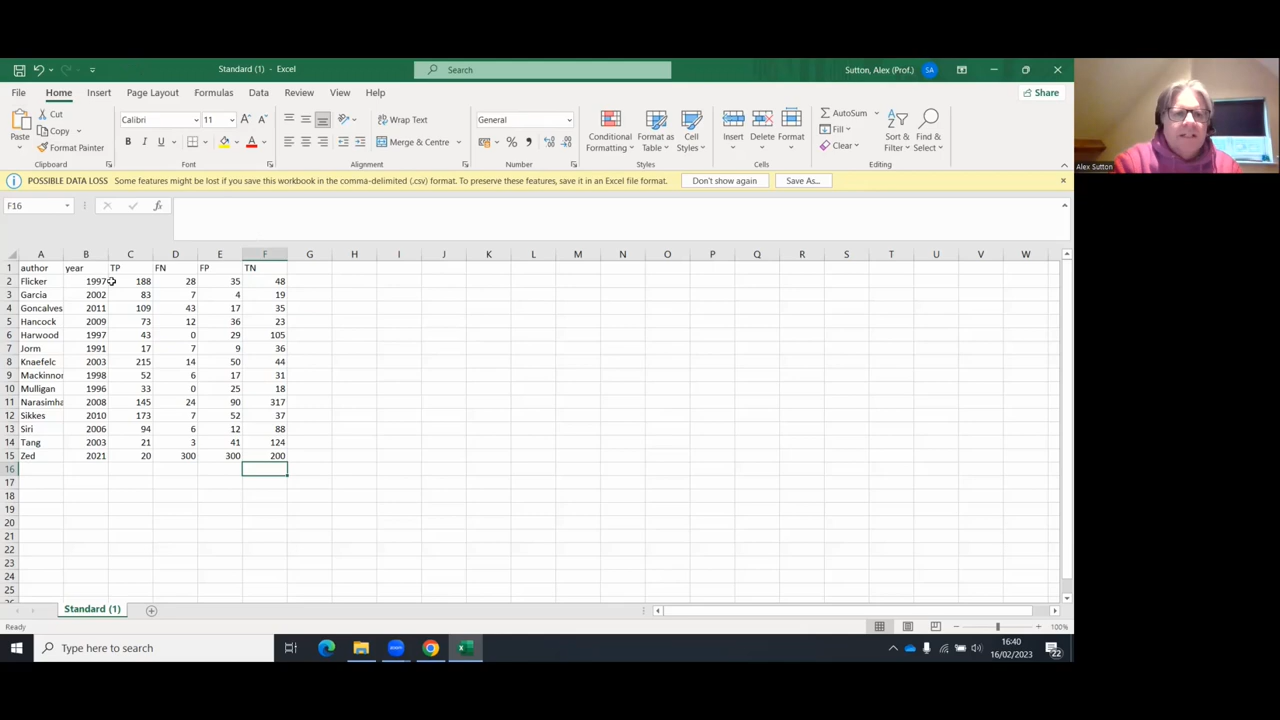 Standard (1) - Excel
Search
Sutton, Alex (Prof.) SA
File Home Insert Page Layout Formulas Data Review View Help Share
Paste Cut Copy Format Painter Clipboard
Calibri 11 A A B I U A Font
Wrap Text Merge & Centre Alignment
General % Number
Conditional Formatting Format as Table Cell Styles Styles
Insert Delete Format Cells
AutoSum Fill Clear Sort & Filter Find & Select Editing
POSSIBLE DATA LOSS Some features might be lost if you save this workbook in the comma-delimited (.csv) format. To preserve these features, save it in an Excel file format. Don't show again Save As...
F16 fx
A B C D E F G H I J K L M N O P Q R S T U V W
1 author year TP FN FP TN
2 Flicker 1997 188 28 35 48
3 Garcia 2002 83 7 4 19
4 Goncalves 2011 109 43 17 35
5 Hancock 2009 73 12 36 23
6 Harwood 1997 43 0 29 105
7 Jorm 1991 17 7 9 36
8 Knaefelc 2003 215 14 50 44
9 Mackinnor 1998 52 6 17 31
10 Mulligan 1996 33 0 25 18
11 Narasimha 2008 145 24 90 317
12 Sikkes 2010 173 7 52 37
13 Siri 2006 94 6 12 88
14 Tang 2003 21 3 41 124
15 Zed 2021 20 300 300 200
16
17
18
19
20
21
22
23
24
25
Standard (1)
Ready 100%
Type here to search zoom 16:40
16/02/2023 22
Alex Sutton